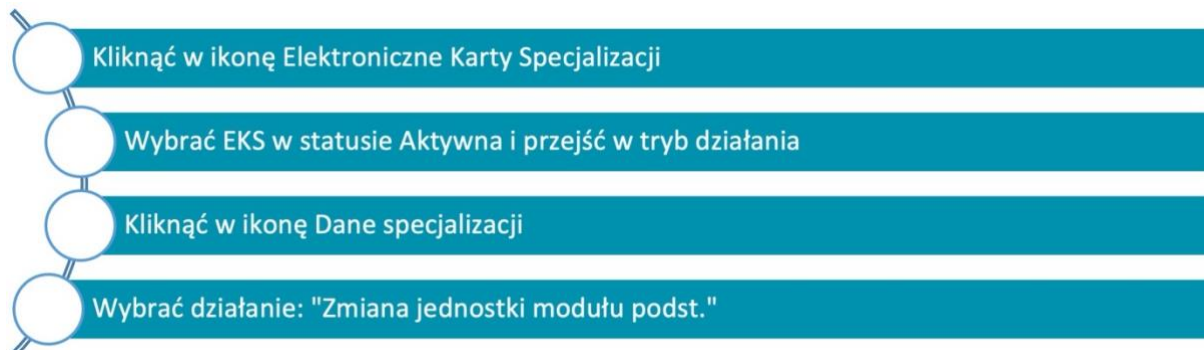 Kliknąć w ikonę Elektroniczne Karty Specjalizacji
Wybrać EKS w statusie Aktywna i przejść w tryb działania
Kliknąć w ikonę Dane specjalizacji
Wybrać działanie: "Zmiana jednostki modułu podst."